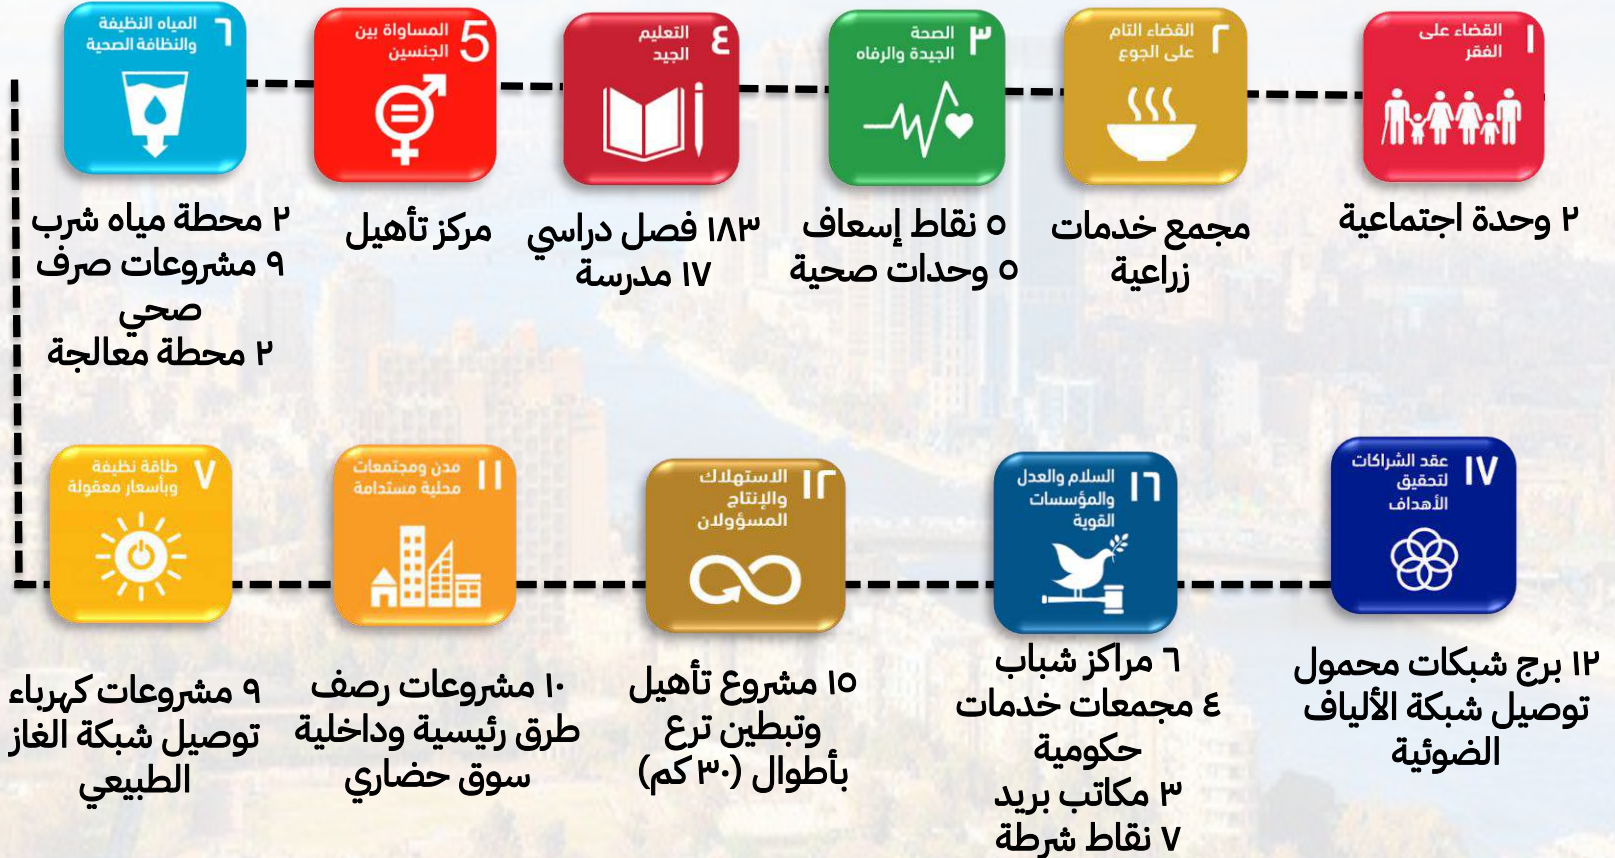 ١
القضاء على
الفقر
٢ وحدة اجتماعية
٢
القضاء التام
على الجوع
مجمع خدمات
زراعية
٣
الصحة
الجيدة والرفاه
٥ نقاط إسعاف
٥ وحدات صحية
٤
التعليم
الجيد
١٨٣ فصل دراسي
١٧ مدرسة
5
المساواة بين
الجنسين
مركز تأهيل
٦
المياه النظيفة
والنظافة الصحية
٢ محطة مياه شرب
٩ مشروعات صرف
صحي
٢ محطة معالجة
٧
طاقة نظيفة
وبأسعار معقولة
٩ مشروعات كهرباء
توصيل شبكة الغاز
الطبيعي
١١
مدن ومجتمعات
محلية مستدامة
١٠ مشروعات رصف
طرق رئيسية وداخلية
سوق حضاري
١٢
الاستهلاك
والإنتاج
المسؤولان
١٥ مشروع تأهيل
وتبطين ترع
بأطوال (٣٠ كم)
١٦
السلام والعدل
والمؤسسات
القوية
٦ مراكز شباب
٤ مجمعات خدمات
حكومية
٣ مكاتب بريد
٧ نقاط شرطة
١٧
عقد الشراكات
لتحقيق
الأهداف
١٢ برج شبكات محمول
توصيل شبكة الألياف
الضوئية